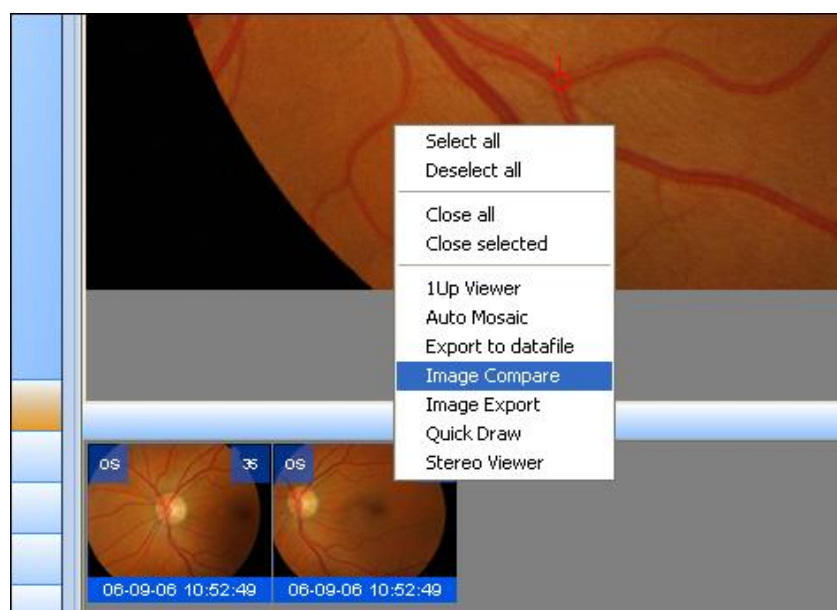 Select all
Deselect all
Close all
Close selected
1Up Viewer
Auto Mosaic
Export to datafile
Image Compare
Image Export
Quick Draw
Stereo Viewer
OS 36 OS
06-09-06 10:52:49 06-09-06 10:52:49